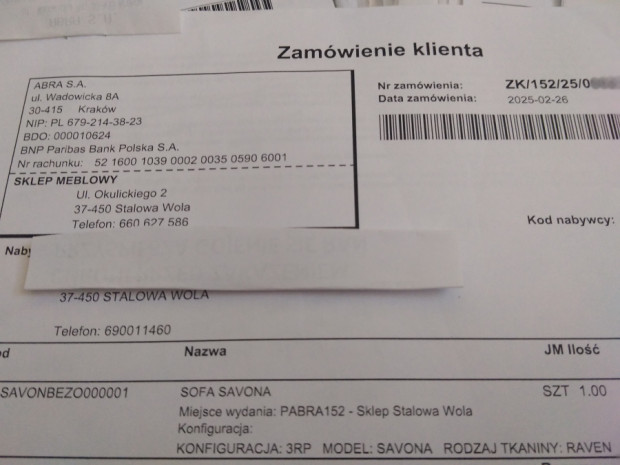 Zamówienie klienta
ABRA S.A.
ul. Wadowicka 8A
30-415 Kraków
NIP: PL 679-214-38-23
BDO: 000010624
BNP Paribas Bank Polska S.A.
Nr rachunku: 52 1600 1039 0002 0035 0590 6001
SKLEP MEBLOWY
Ul. Okulickiego 2
37-450 Stalowa Wola
Telefon: 660 627 586
Nr zamówienia: ZK/152/25/0
Data zamówienia: 2025-02-26
Kod nabywcy:
37-450 STALOWA WOLA
Telefon: 690011460
Nazwa JM Ilość
SAVONBEZO000001 SOFA SAVONA SZT 1.00
Miejsce wydania: PABRA152 - Sklep Stalowa Wola
Konfiguracja:
KONFIGURACJA: 3RP MODEL: SAVONA RODZAJ TKANINY: RAVEN